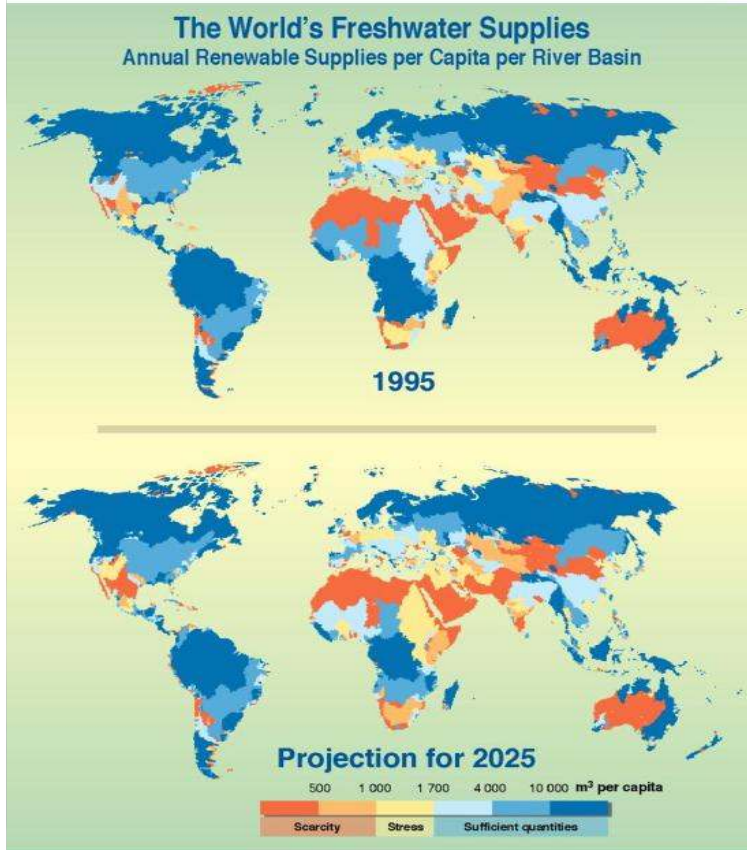 The World's Freshwater Supplies
Annual Renewable Supplies per Capita per River Basin
1995
Projection for 2025
500 1 000 1 700 4 000 10 000 m³ per capita
Scarcity Stress Sufficient quantities